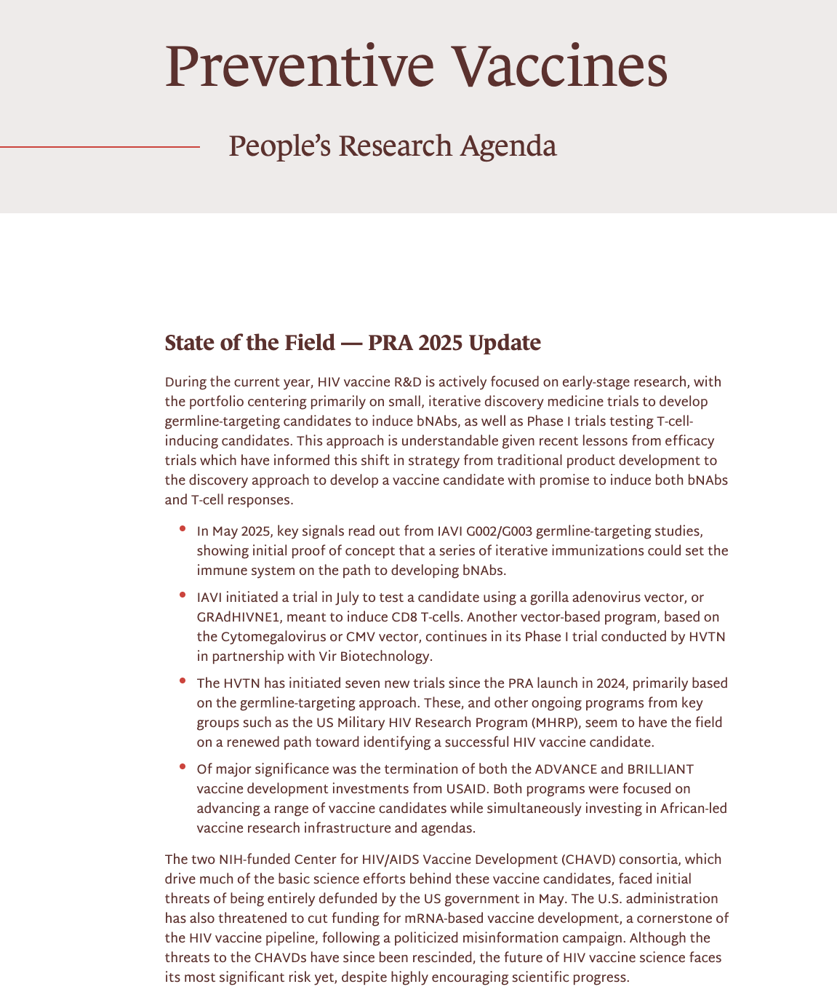 Preventive Vaccines
People’s Research Agenda
State of the Field — PRA 2025 Update
During the current year, HIV vaccine R&D is actively focused on early-stage research, with
the portfolio centering primarily on small, iterative discovery medicine trials to develop
germline-targeting candidates to induce bNAbs, as well as Phase I trials testing T-cell-
inducing candidates. This approach is understandable given recent lessons from efficacy
trials which have informed this shift in strategy from traditional product development to
the discovery approach to develop a vaccine candidate with promise to induce both bNAbs
and T-cell responses.
• In May 2025, key signals read out from IAVI G002/G003 germline-targeting studies,
showing initial proof of concept that a series of iterative immunizations could set the
immune system on the path to developing bNAbs.
• IAVI initiated a trial in July to test a candidate using a gorilla adenovirus vector, or
GRAdHIVNE1, meant to induce CD8 T-cells. Another vector-based program, based on
the Cytomegalovirus or CMV vector, continues in its Phase I trial conducted by HVTN
in partnership with Vir Biotechnology.
• The HVTN has initiated seven new trials since the PRA launch in 2024, primarily based
on the germline-targeting approach. These, and other ongoing programs from key
groups such as the US Military HIV Research Program (MHRP), seem to have the field
on a renewed path toward identifying a successful HIV vaccine candidate.
• Of major significance was the termination of both the ADVANCE and BRILLIANT
vaccine development investments from USAID. Both programs were focused on
advancing a range of vaccine candidates while simultaneously investing in African-led
vaccine research infrastructure and agendas.
The two NIH-funded Center for HIV/AIDS Vaccine Development (CHAVD) consortia, which
drive much of the basic science efforts behind these vaccine candidates, faced initial
threats of being entirely defunded by the US government in May. The U.S. administration
has also threatened to cut funding for mRNA-based vaccine development, a cornerstone of
the HIV vaccine pipeline, following a politicized misinformation campaign. Although the
threats to the CHAVDs have since been rescinded, the future of HIV vaccine science faces
its most significant risk yet, despite highly encouraging scientific progress.